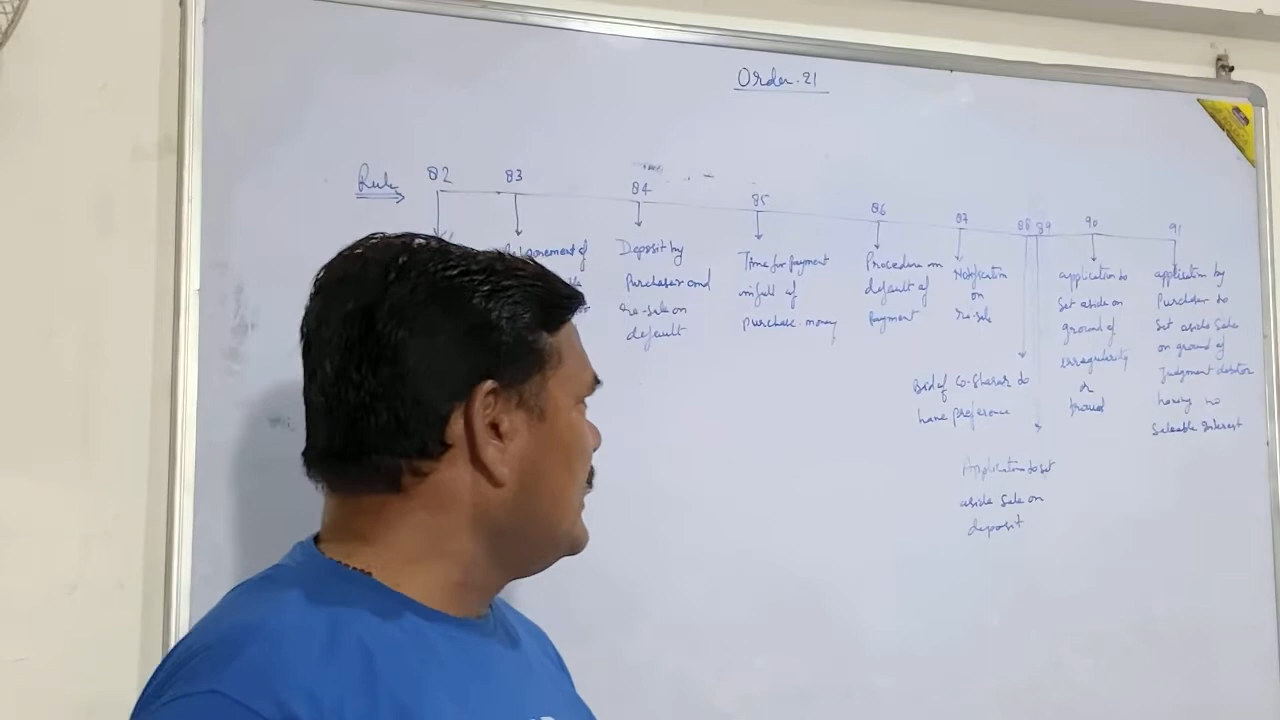 Order.21
Rule
82
83
84
85
86
87
88
89
90
91
of
Deposit by
Purchaser and
re-sale on
default
Time for payment
infull of
purchase-money
Procedure in
default of
payment
Notification
on
re-sale
Bid of Co-Sharer to
have preference
Application to set
aside Sale on
deposit
application to
Set aside on
ground of
irragularity
or
fraud
application by
Purchaser to
Set aside Sale
on ground of
Judgment debtor
having no
Saleable Interest